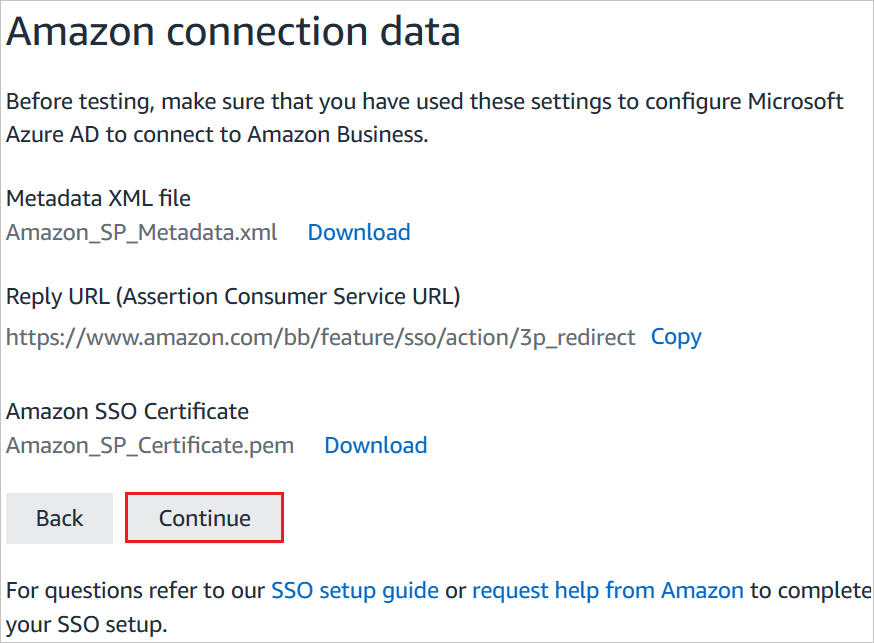 Amazon connection data
Before testing, make sure that you have used these settings to configure Microsoft
Azure AD to connect to Amazon Business.
Metadata XML file
Amazon_SP_Metadata.xml Download
Reply URL (Assertion Consumer Service URL)
https://www.amazon.com/bb/feature/sso/action/3p_redirect Copy
Amazon SSO Certificate
Amazon_SP_Certificate.pem Download
Back Continue
For questions refer to our SSO setup guide or request help from Amazon to complete
your SSO setup.